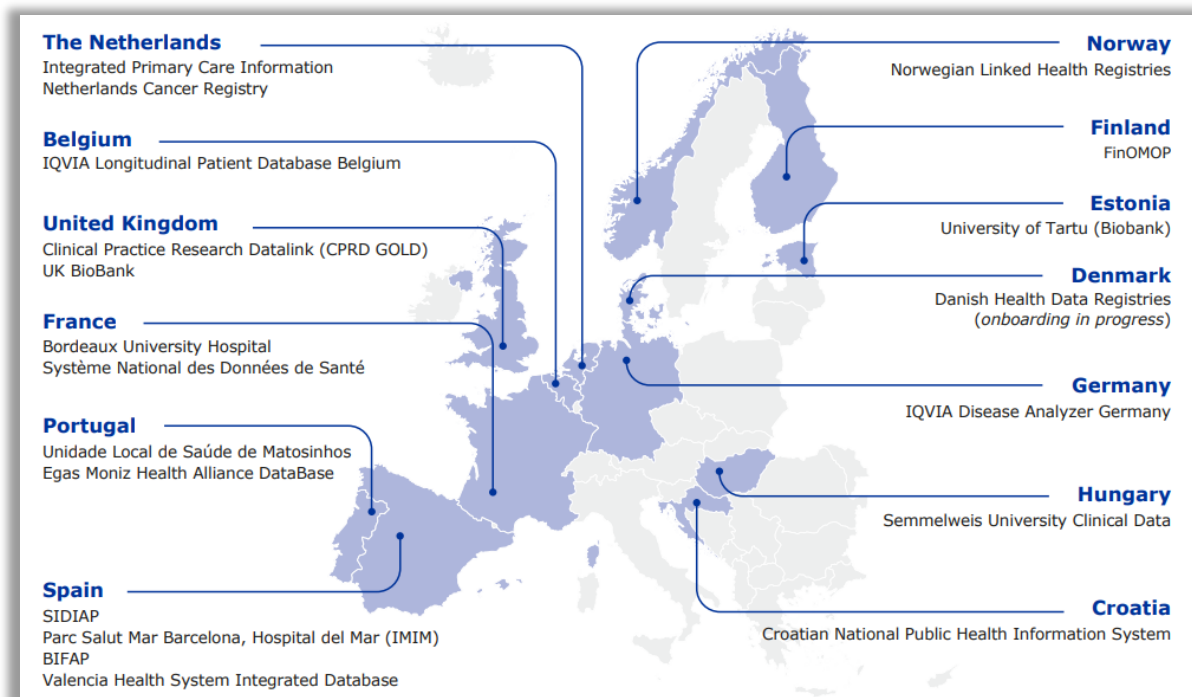 The Netherlands
Integrated Primary Care Information
Netherlands Cancer Registry
Belgium
IQVIA Longitudinal Patient Database Belgium
United Kingdom
Clinical Practice Research Datalink (CPRD GOLD)
UK BioBank
France
Bordeaux University Hospital
Système National des Données de Santé
Portugal
Unidade Local de Saúde de Matosinhos
Egas Moniz Health Alliance DataBase
Spain
SIDIAP
Parc Salut Mar Barcelona, Hospital del Mar (IMIM)
BIFAP
Valencia Health System Integrated Database
Norway
Norwegian Linked Health Registries
Finland
FinOMOP
Estonia
University of Tartu (Biobank)
Denmark
Danish Health Data Registries
(onboarding in progress)
Germany
IQVIA Disease Analyzer Germany
Hungary
Semmelweis University Clinical Data
Croatia
Croatian National Public Health Information System